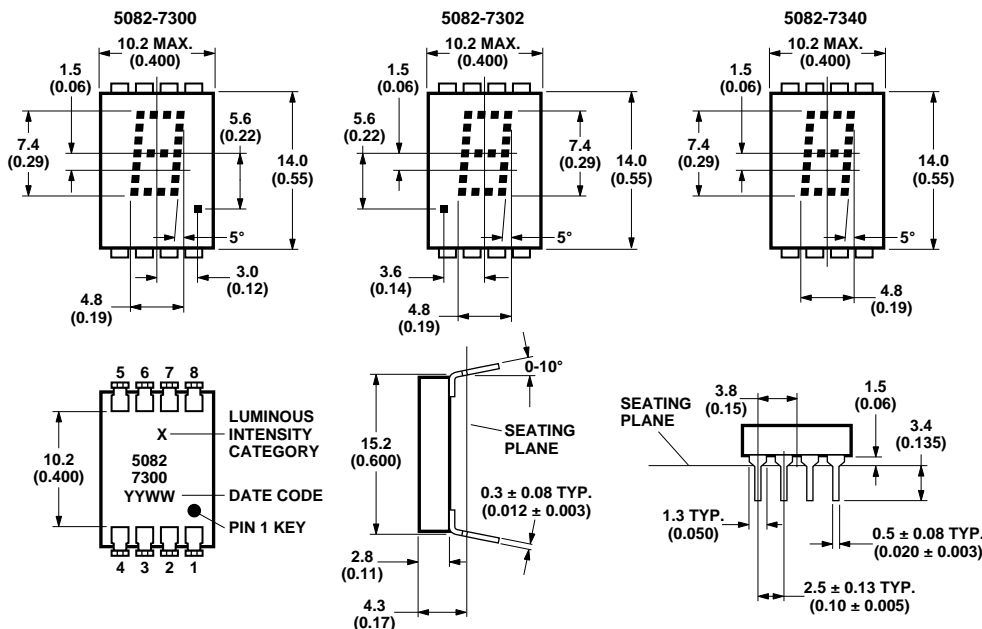 5082-7300
10.2 MAX.
(0.400)
1.5
(0.06)
7.4
(0.29)
5.6
(0.22)
14.0
(0.55)
5°
3.0
(0.12)
4.8
(0.19)
5082-7302
10.2 MAX.
(0.400)
1.5
(0.06)
5.6
(0.22)
7.4
(0.29)
14.0
(0.55)
5°
3.6
(0.14)
4.8
(0.19)
5082-7340
10.2 MAX.
(0.400)
1.5
(0.06)
7.4
(0.29)
14.0
(0.55)
5°
4.8
(0.19)
5 6 7 8
10.2
(0.400)
X
LUMINOUS
INTENSITY
CATEGORY
5082
7300
YYWW
DATE CODE
PIN 1 KEY
4 3 2 1
0-10°
15.2
(0.600)
SEATING
PLANE
0.3 ± 0.08 TYP.
(0.012 ± 0.003)
2.8
(0.11)
4.3
(0.17)
SEATING
PLANE
3.8
(0.15)
1.5
(0.06)
3.4
(0.135)
1.3 TYP.
(0.050)
0.5 ± 0.08 TYP.
(0.020 ± 0.003)
2.5 ± 0.13 TYP.
(0.10 ± 0.005)